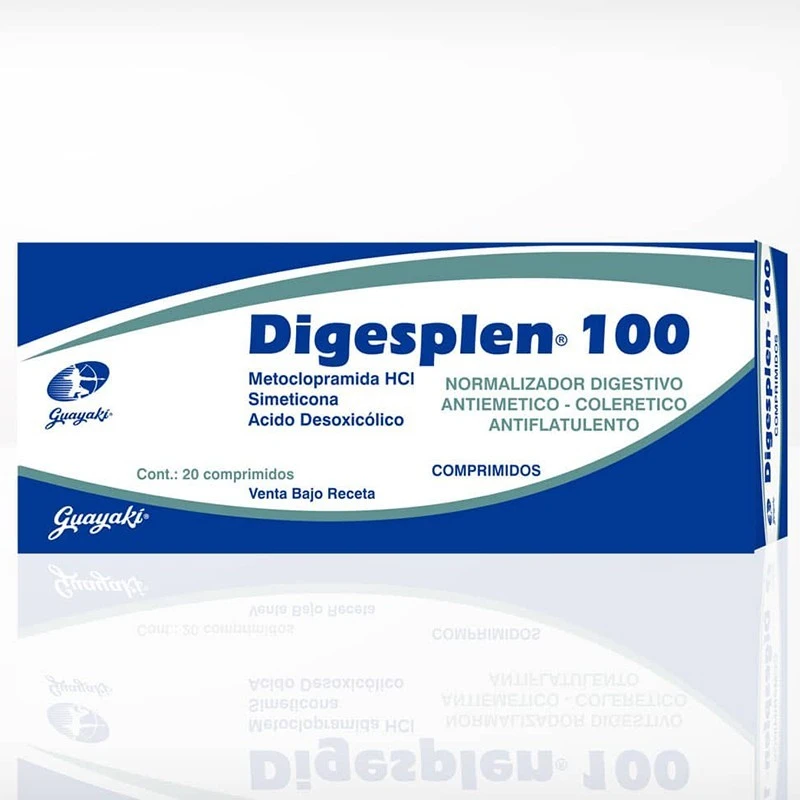 Digesplen® 100
Metoclopramida HCl
Simeticona
Acido Desoxicólico
NORMALIZADOR DIGESTIVO
ANTIEMETICO - COLERETICO
ANTIFLATULENTO
Guayaki®
Cont.: 20 comprimidos
COMPRIMIDOS
Venta Bajo Receta
Guayakí®
Digesplen® 100
COMPRIMIDOS